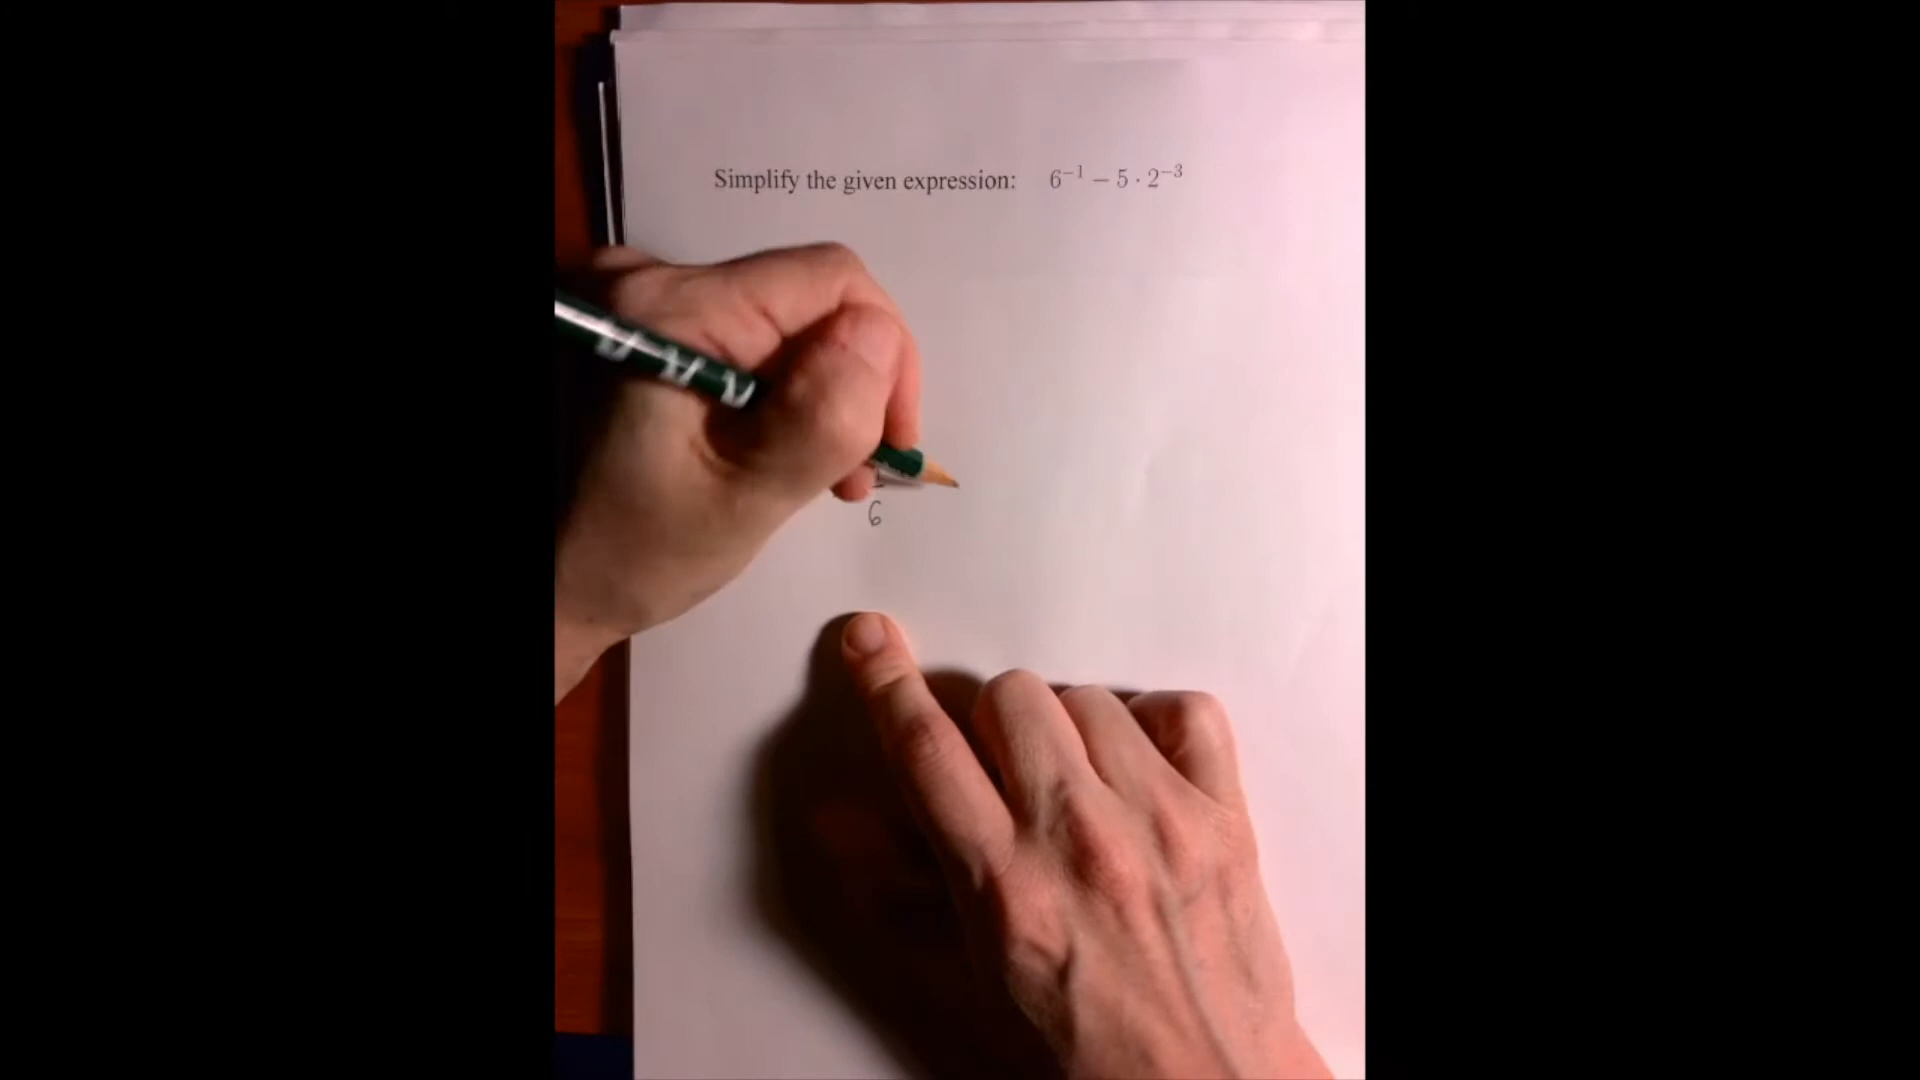 Simplify the given expression: 6⁻¹ − 5 · 2⁻³
6